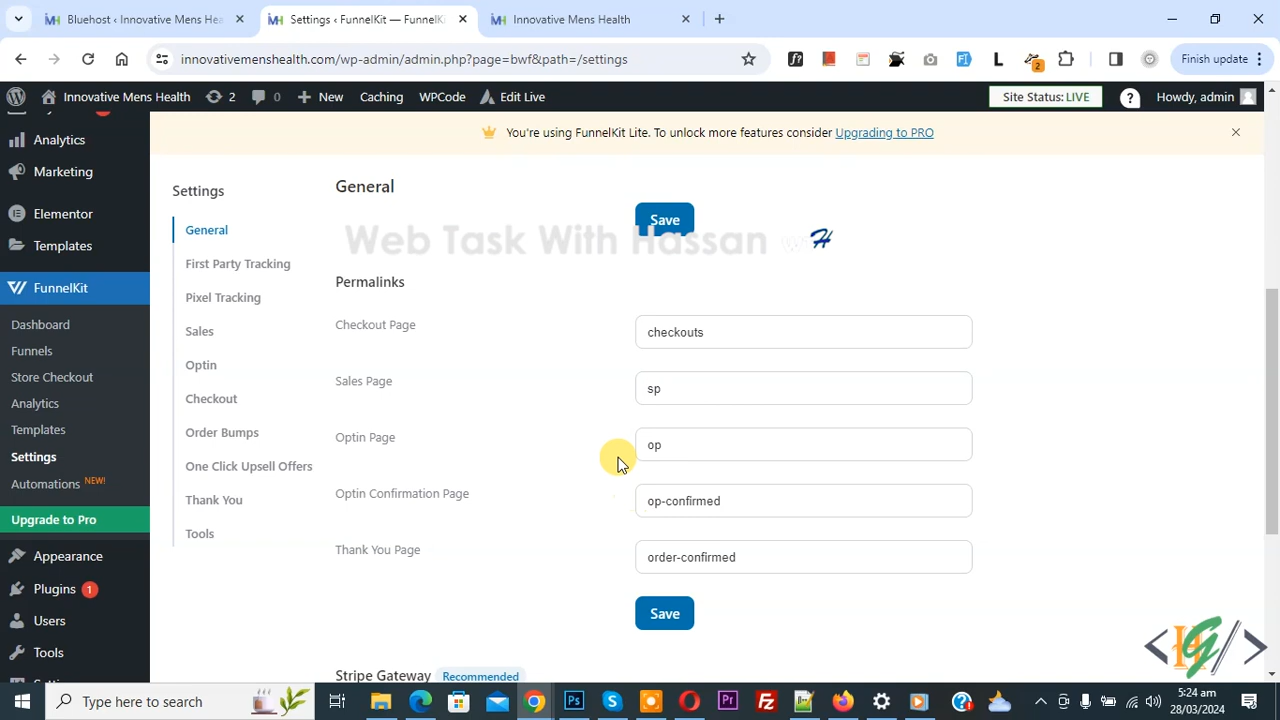 Bluehost ‹ Innovative Mens Hea
Settings ‹ FunnelKit — FunnelKi
Innovative Mens Health
innovativemenshealth.com/wp-admin/admin.php?page=bwf&path=/settings
2
Finish update
Innovative Mens Health
2
0
New
Caching
WPCode
Edit Live
Site Status: LIVE
Howdy, admin
You're using FunnelKit Lite. To unlock more features consider Upgrading to PRO
Analytics
Marketing
Elementor
Templates
FunnelKit
Dashboard
Funnels
Store Checkout
Analytics
Templates
Settings
Automations NEW!
Upgrade to Pro
Appearance
Plugins 1
Users
Tools
Settings
General
First Party Tracking
Pixel Tracking
Sales
Optin
Checkout
Order Bumps
One Click Upsell Offers
Thank You
Tools
General
Save
Web Task With Hassan
H
Permalinks
Checkout Page
checkouts
Sales Page
sp
Optin Page
op
Optin Confirmation Page
op-confirmed
Thank You Page
order-confirmed
Save
Stripe Gateway Recommended
Type here to search
5:24 am
28/03/2024